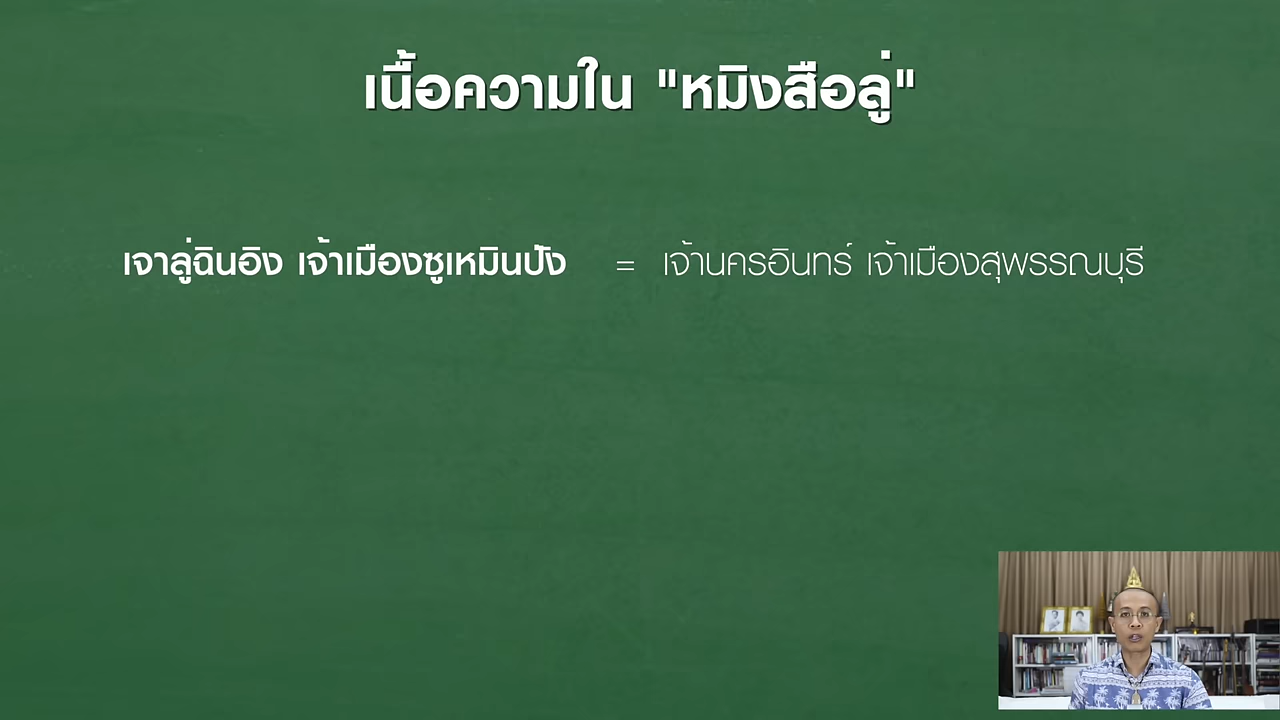 เนื้อความใน "หมิงสือลู่"
เจาลู่ฉินอิง เจ้าเมืองซูเหมินปัง = เจ้านครอินทร์ เจ้าเมืองสุพรรณบุรี